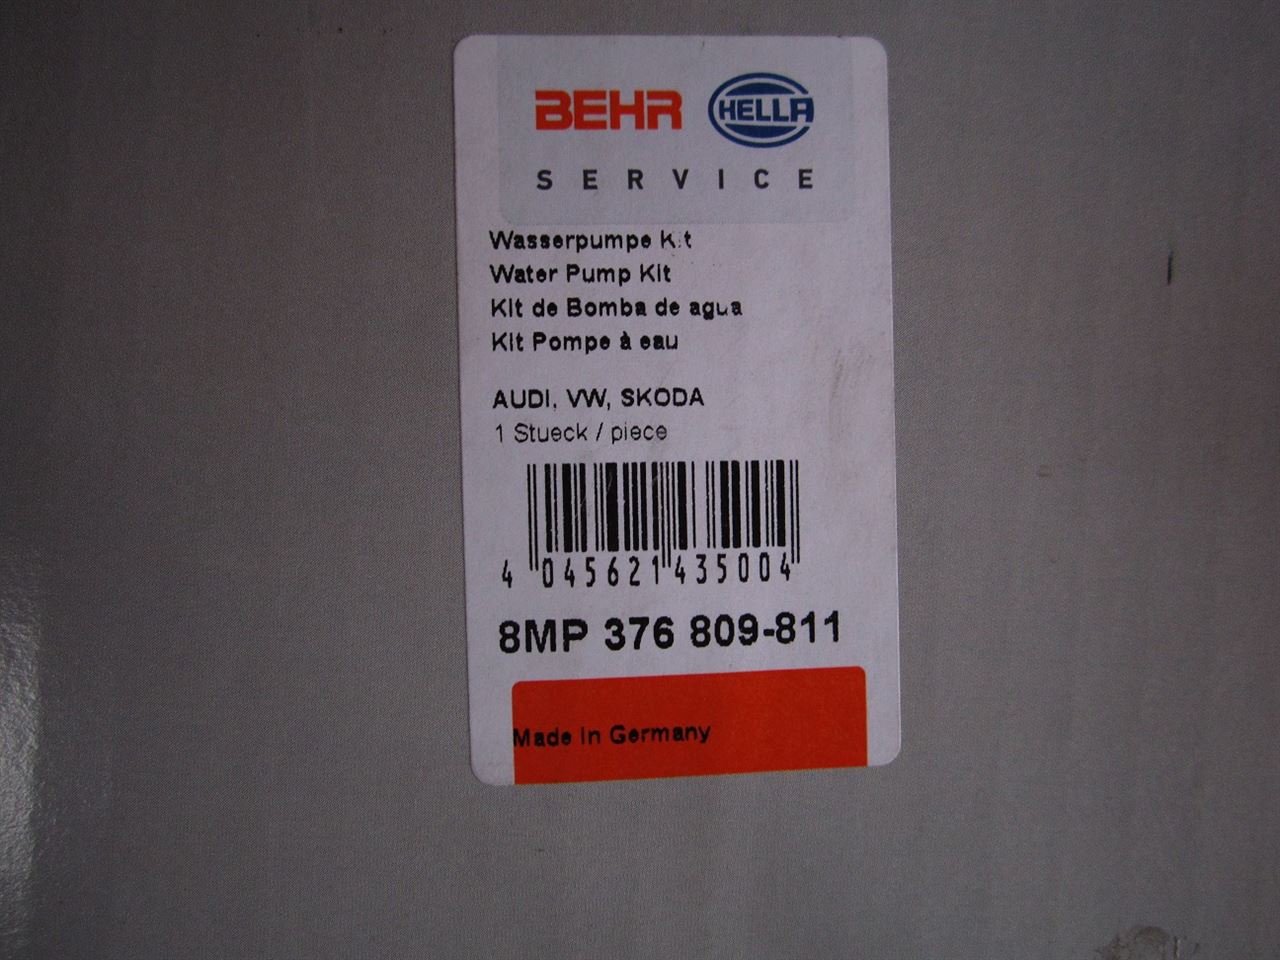 BEHR HELLA
SERVICE
Wasserpumpe Kit
Water Pump Kit
Kit de Bomba de agua
Kit Pompe à eau
AUDI, VW, SKODA
1 Stueck / piece
4 045621 435004
8MP 376 809-811
Made in Germany